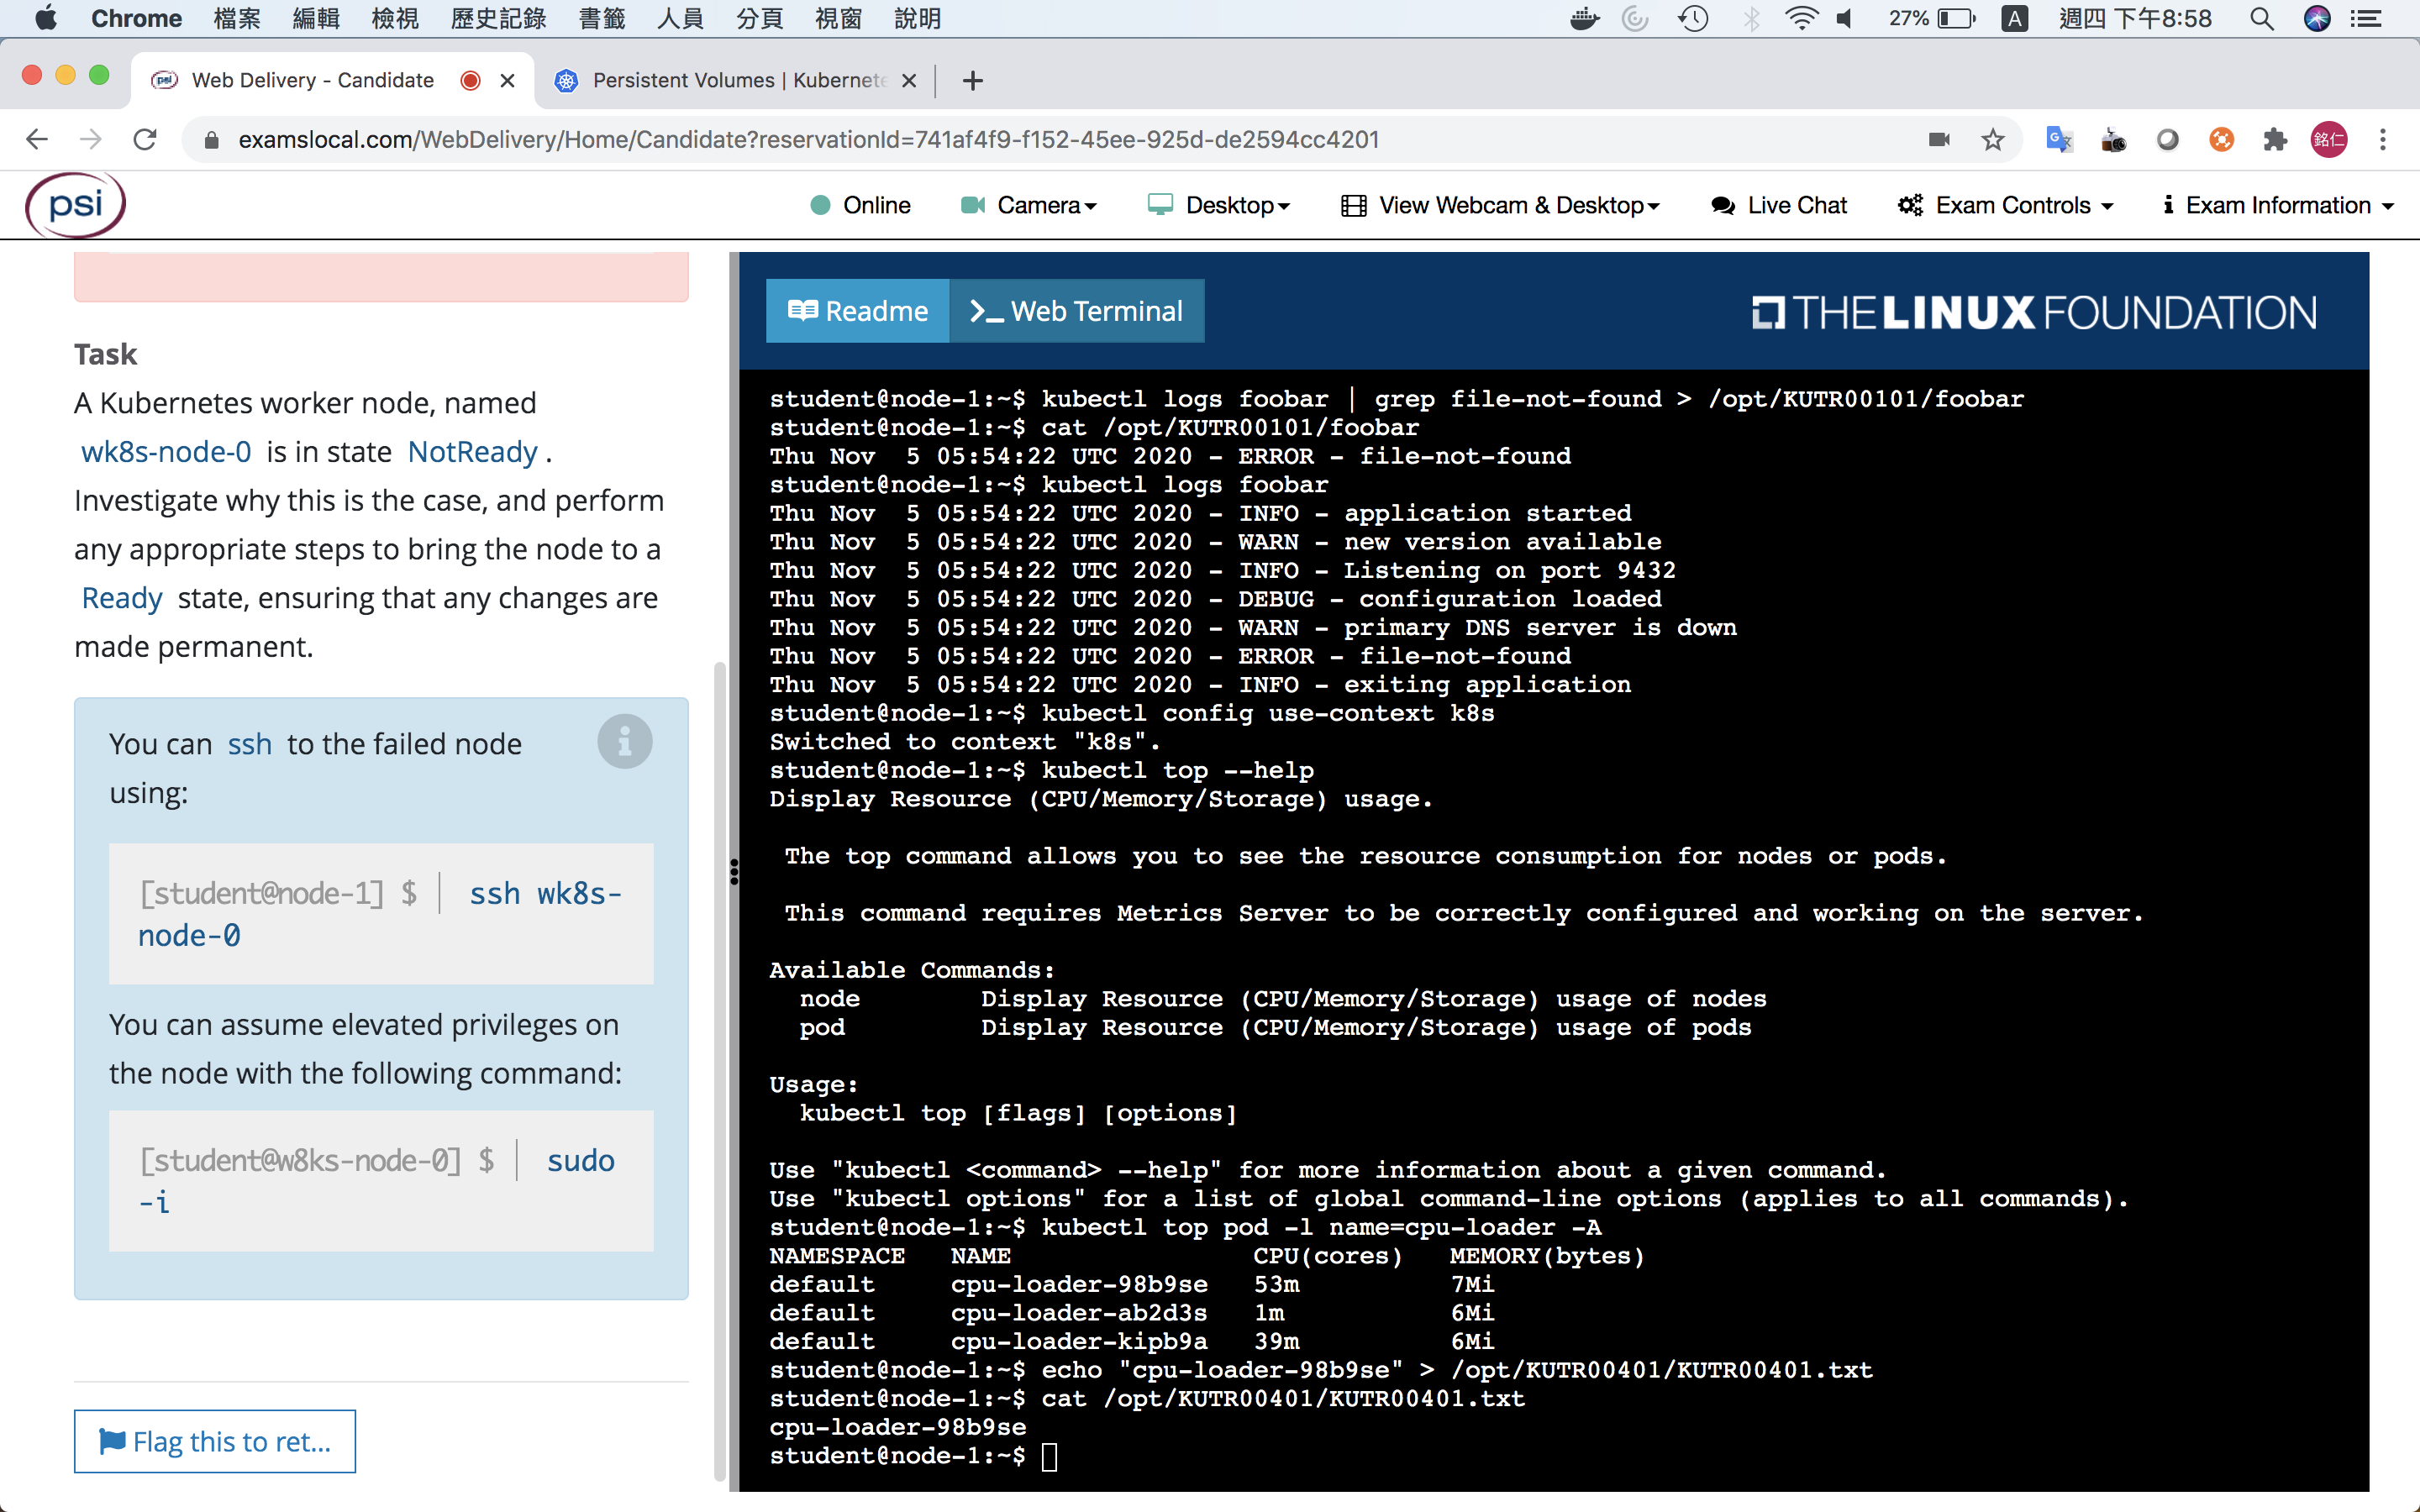 Chrome 檔案 編輯 檢視 歷史記錄 書籤 人員 分頁 視窗 說明 27% A 週四 下午8:58
psi Web Delivery - Candidate Persistent Volumes | Kubernete
examslocal.com/WebDelivery/Home/Candidate?reservationId=741af4f9-f152-45ee-925d-de2594cc4201 銘仁
psi Online Camera Desktop View Webcam & Desktop Live Chat Exam Controls Exam Information
Task
A Kubernetes worker node, named
wk8s-node-0 is in state NotReady .
Investigate why this is the case, and perform
any appropriate steps to bring the node to a
Ready state, ensuring that any changes are
made permanent.
You can ssh to the failed node
using:
[student@node-1] $ | ssh wk8s-
node-0
You can assume elevated privileges on
the node with the following command:
[student@w8ks-node-0] $ | sudo
-i
Flag this to ret...
Readme Web Terminal THE LINUX FOUNDATION
student@node-1:~$ kubectl logs foobar | grep file-not-found > /opt/KUTR00101/foobar
student@node-1:~$ cat /opt/KUTR00101/foobar
Thu Nov  5 05:54:22 UTC 2020 - ERROR - file-not-found
student@node-1:~$ kubectl logs foobar
Thu Nov  5 05:54:22 UTC 2020 - INFO - application started
Thu Nov  5 05:54:22 UTC 2020 - WARN - new version available
Thu Nov  5 05:54:22 UTC 2020 - INFO - Listening on port 9432
Thu Nov  5 05:54:22 UTC 2020 - DEBUG - configuration loaded
Thu Nov  5 05:54:22 UTC 2020 - WARN - primary DNS server is down
Thu Nov  5 05:54:22 UTC 2020 - ERROR - file-not-found
Thu Nov  5 05:54:22 UTC 2020 - INFO - exiting application
student@node-1:~$ kubectl config use-context k8s
Switched to context "k8s".
student@node-1:~$ kubectl top --help
Display Resource (CPU/Memory/Storage) usage.
The top command allows you to see the resource consumption for nodes or pods.
This command requires Metrics Server to be correctly configured and working on the server.
Available Commands:
node        Display Resource (CPU/Memory/Storage) usage of nodes
pod         Display Resource (CPU/Memory/Storage) usage of pods
Usage:
kubectl top [flags] [options]
Use "kubectl <command> --help" for more information about a given command.
Use "kubectl options" for a list of global command-line options (applies to all commands).
student@node-1:~$ kubectl top pod -l name=cpu-loader -A
NAMESPACE   NAME                CPU(cores)   MEMORY(bytes)
default     cpu-loader-98b9se   53m          7Mi
default     cpu-loader-ab2d3s   1m           6Mi
default     cpu-loader-kipb9a   39m          6Mi
student@node-1:~$ echo "cpu-loader-98b9se" > /opt/KUTR00401/KUTR00401.txt
student@node-1:~$ cat /opt/KUTR00401/KUTR00401.txt
cpu-loader-98b9se
student@node-1:~$